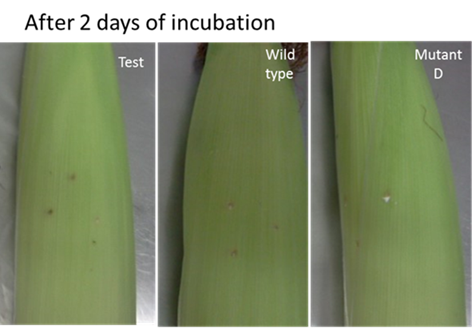 After 2 days of incubation
Test
Wild
type
Mutant
D